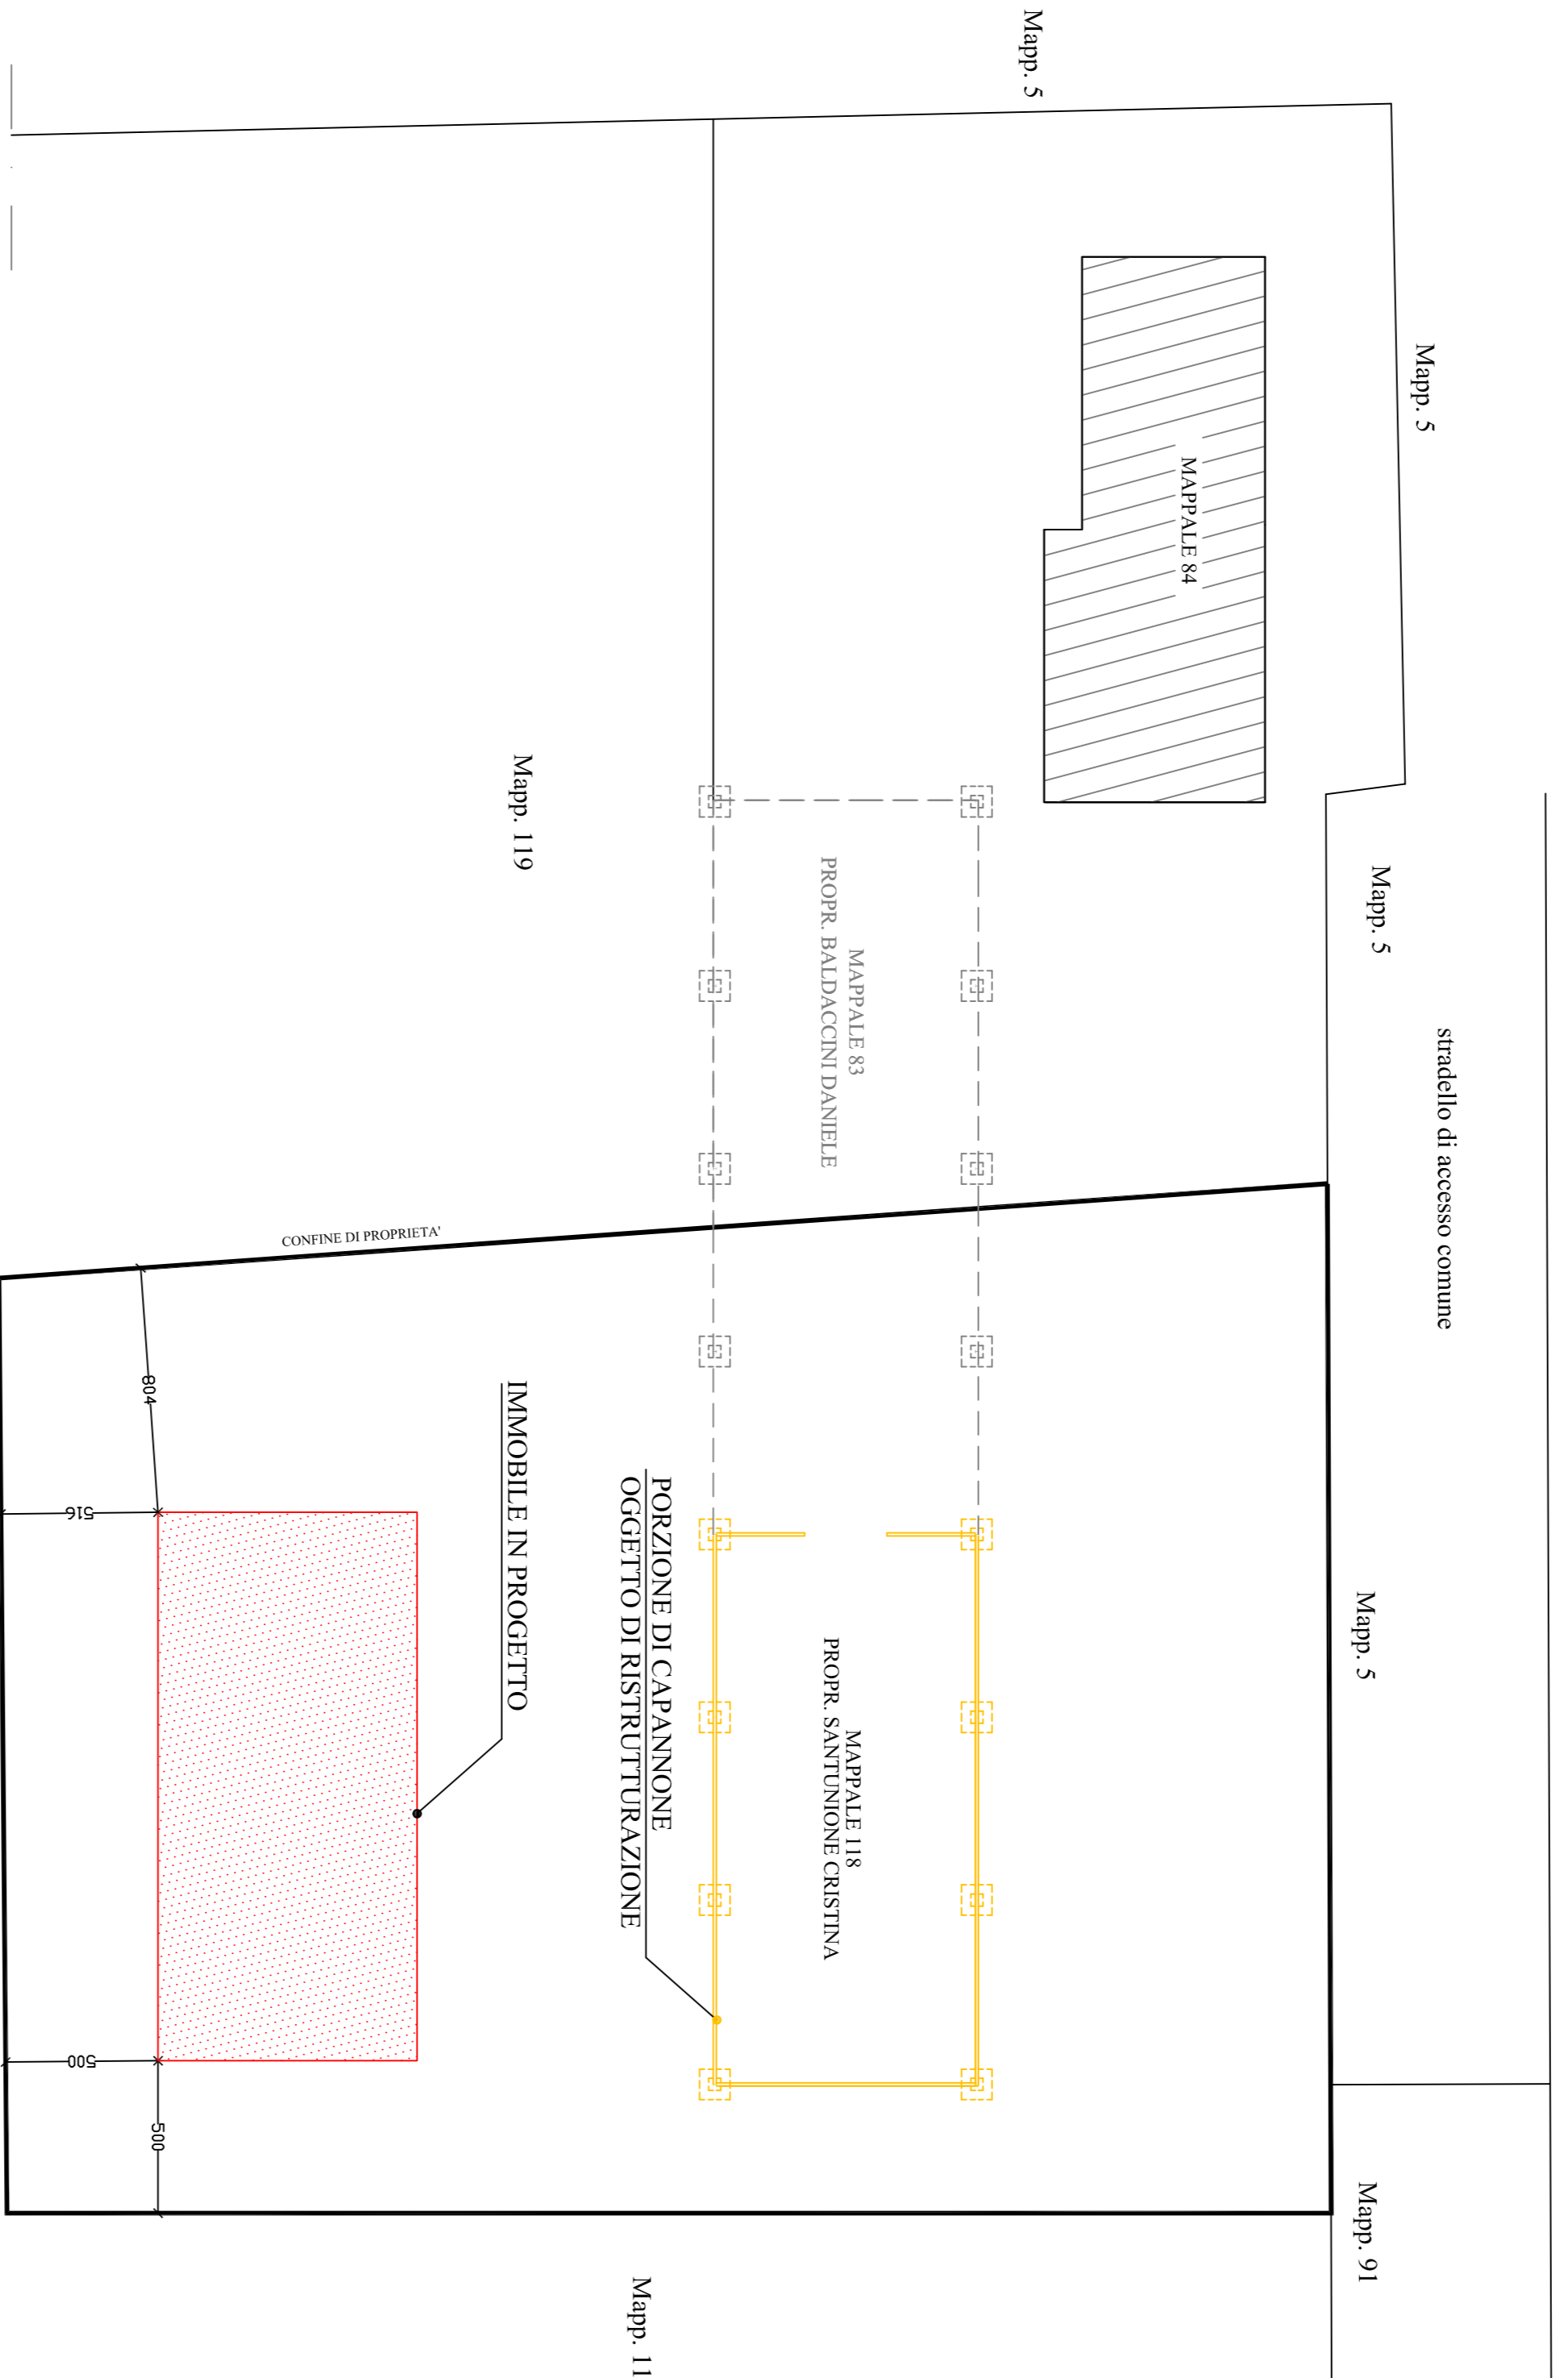 Mapp. 5
Mapp. 5
MAPPALE 84
Mapp. 5
stradello di accesso comune
Mapp. 119
MAPPALE 83
PROPR. BALDACCINI DANIELE
CONFINE DI PROPRIETA'
Mapp. 5
MAPPALE 118
PROPR. SANTUNIONE CRISTINA
PORZIONE DI CAPANNONE
OGGETTO DI RISTRUTTURAZIONE
IMMOBILE IN PROGETTO
804
516
500
500
Mapp. 91
Mapp. 11